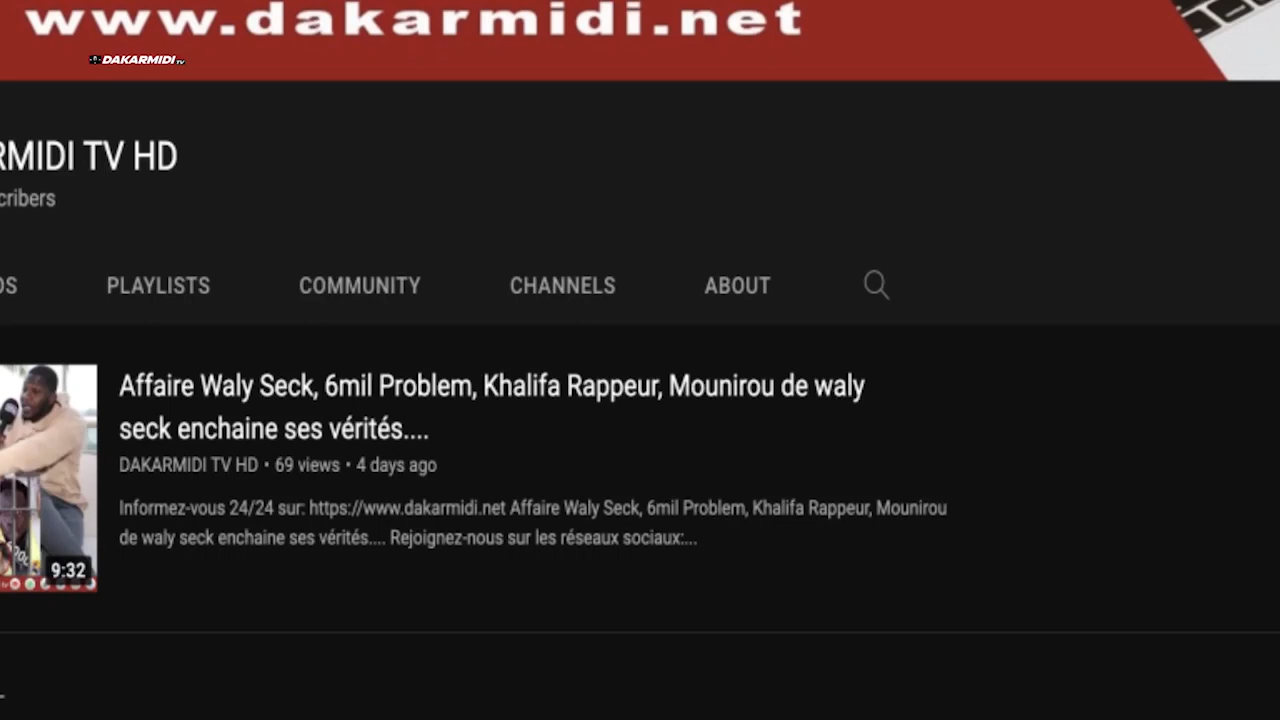 www.dakarmidi.net
DAKARMIDI TV
RMIDI TV HD
cribers
OS PLAYLISTS COMMUNITY CHANNELS ABOUT
Affaire Waly Seck, 6mil Problem, Khalifa Rappeur, Mounirou de waly
seck enchaine ses vérités....
DAKARMIDI TV HD • 69 views • 4 days ago
Informez-vous 24/24 sur: https://www.dakarmidi.net Affaire Waly Seck, 6mil Problem, Khalifa Rappeur, Mounirou
de waly seck enchaine ses vérités.... Rejoignez-nous sur les réseaux sociaux:...
9:32